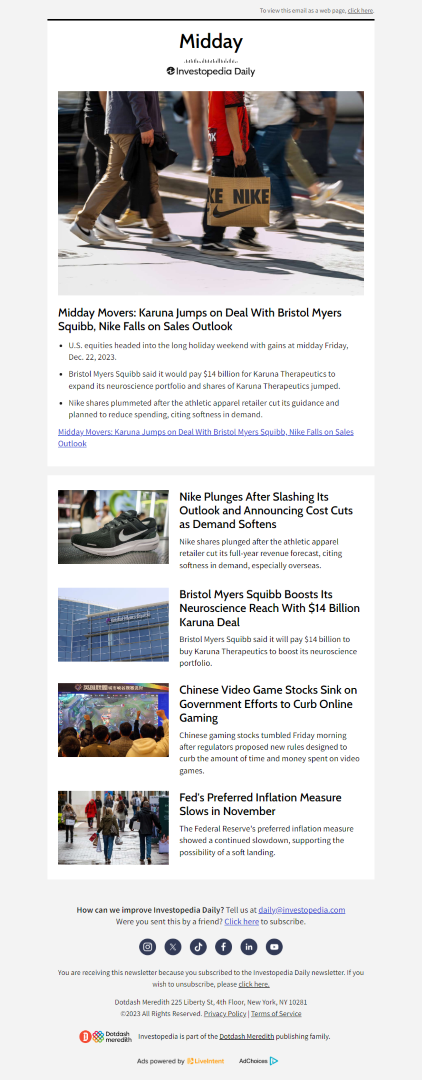 To view this email as a web page, click here.
Midday
Investopedia Daily
KE NIKE
Midday Movers: Karuna Jumps on Deal With Bristol Myers
Squibb, Nike Falls on Sales Outlook
• U.S. equities headed into the long holiday weekend with gains at midday Friday,
Dec. 22, 2023.
• Bristol Myers Squibb said it would pay $14 billion for Karuna Therapeutics to
expand its neuroscience portfolio and shares of Karuna Therapeutics jumped.
• Nike shares plummeted after the athletic apparel retailer cut its guidance and
planned to reduce spending, citing softness in demand.
Midday Movers: Karuna Jumps on Deal With Bristol Myers Squibb, Nike Falls on Sales
Outlook
Nike Plunges After Slashing Its
Outlook and Announcing Cost Cuts
as Demand Softens
Nike shares plunged after the athletic apparel
retailer cut its full-year revenue forecast, citing
softness in demand, especially overseas.
Bristol Myers Squibb Boosts Its
Neuroscience Reach With $14 Billion
Karuna Deal
Bristol Myers Squibb said it will pay $14 billion to
buy Karuna Therapeutics to boost its neuroscience
portfolio.
Chinese Video Game Stocks Sink on
Government Efforts to Curb Online
Gaming
Chinese gaming stocks tumbled Friday morning
after regulators proposed new rules designed to
curb the amount of time and money spent on video
games.
Fed's Preferred Inflation Measure
Slows in November
The Federal Reserve's preferred inflation measure
showed a continued slowdown, supporting the
possibility of a soft landing.
How can we improve Investopedia Daily? Tell us at daily@investopedia.com
Were you sent this by a friend? Click here to subscribe.
You are receiving this newsletter because you subscribed to the Investopedia Daily newsletter. If you
wish to unsubscribe, please click here.
Dotdash Meredith 225 Liberty St, 4th Floor, New York, NY 10281
©2023 All Rights Reserved. Privacy Policy | Terms of Service
Dotdash
meredith
Investopedia is part of the Dotdash Meredith publishing family.
Ads powered by LiveIntent
AdChoices